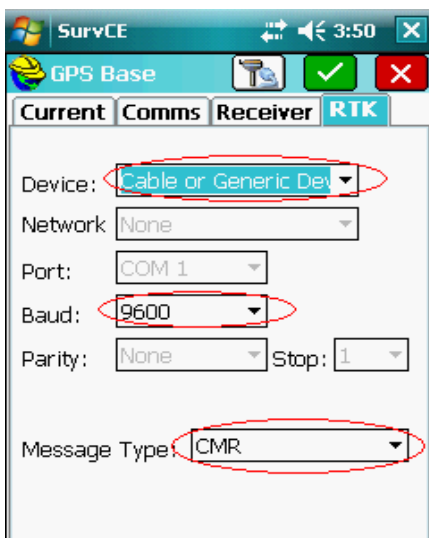 SurvCE 3:50
GPS Base
Current Comms Receiver RTK
Device: Cable or Generic Dev
Network None
Port: COM 1
Baud: 9600
Parity: None Stop: 1
Message Type: CMR